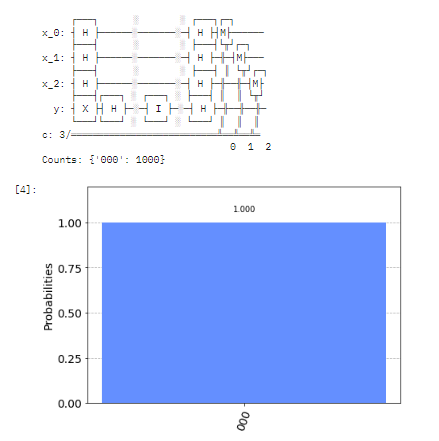 x_0: H H M
x_1: H H M
x_2: H H M
y: X H I H
c: 3/
0 1 2
Counts: {'000': 1000}
[4]:
1.000
1.00
0.75
0.50
0.25
0.00
Probabilities
000